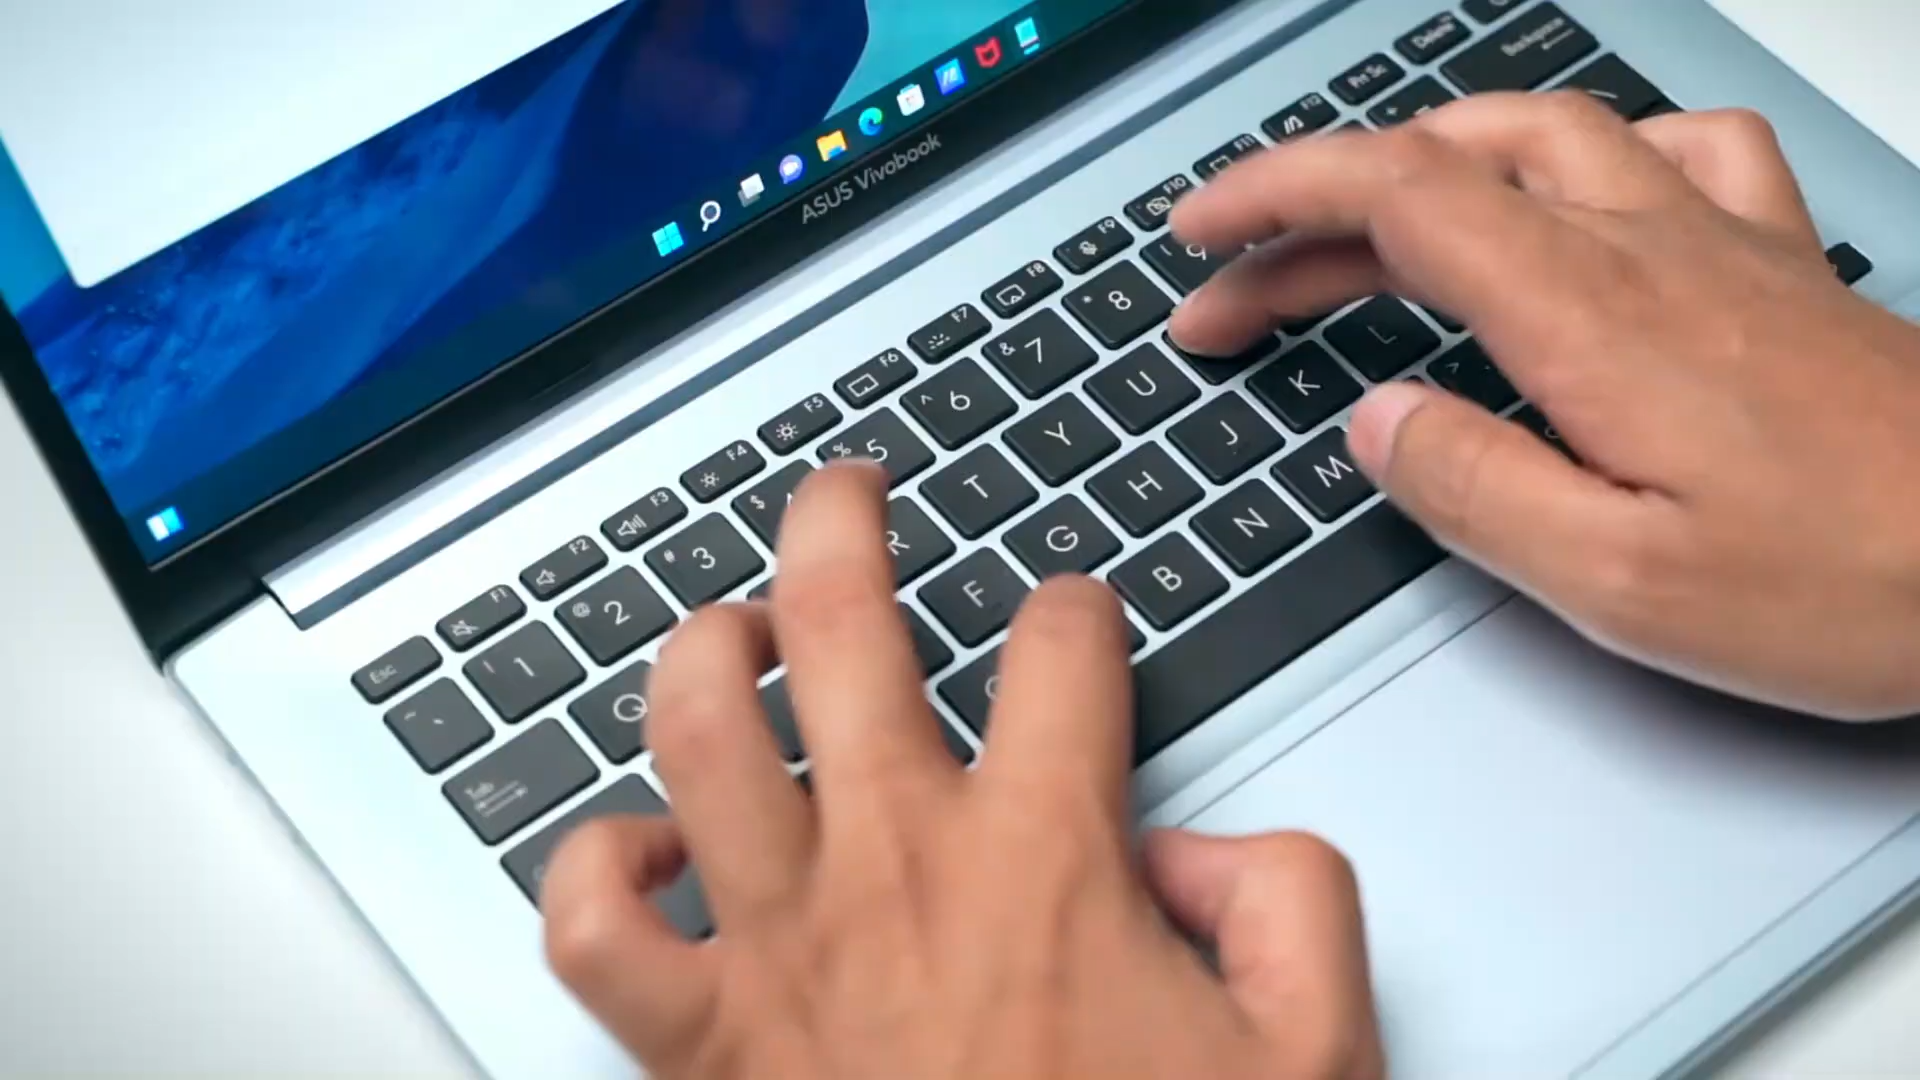 ASUS Vivobook
Delete
Backspace
Prt Sc
F12
F11
F10
F9
F8
F7
F6
F5
F4
F3
F2
F1
Esc
! 1
@ 2
# 3
$
% 5
^ 6
& 7
* 8
( 9
Tab
Q
R
T
Y
U
F
G
H
J
K
L
B
N
M